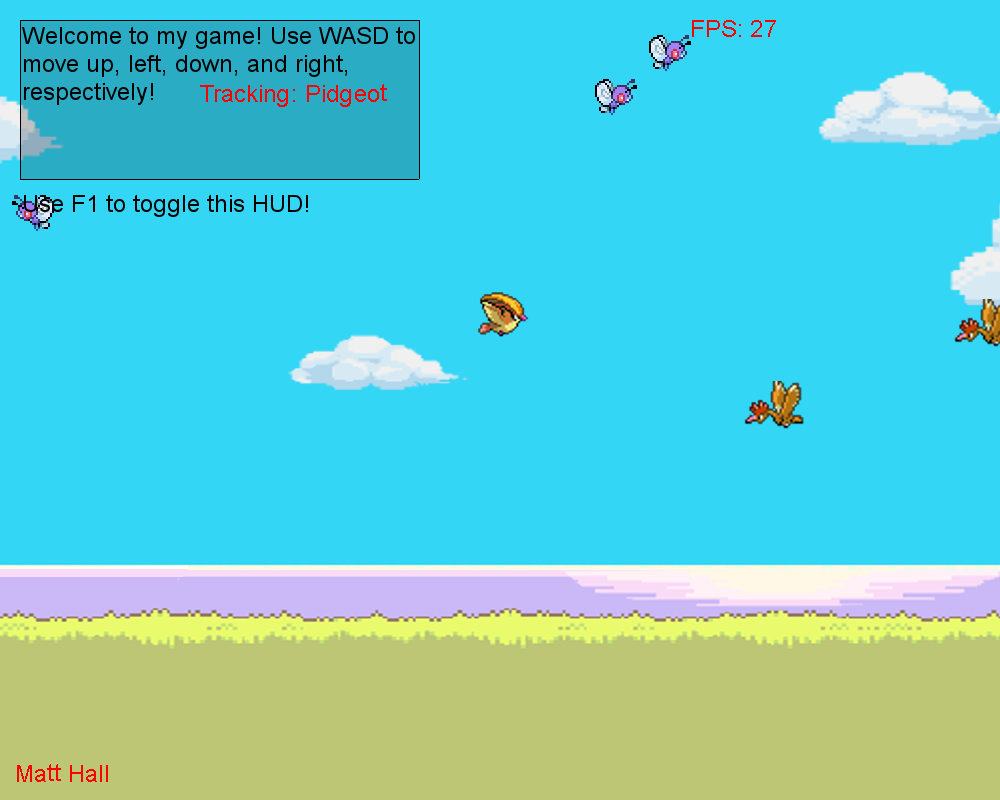 FPS: 27
Welcome to my game! Use WASD to
move up, left, down, and right,
respectively!
Tracking: Pidgeot
Use F1 to toggle this HUD!
Matt Hall